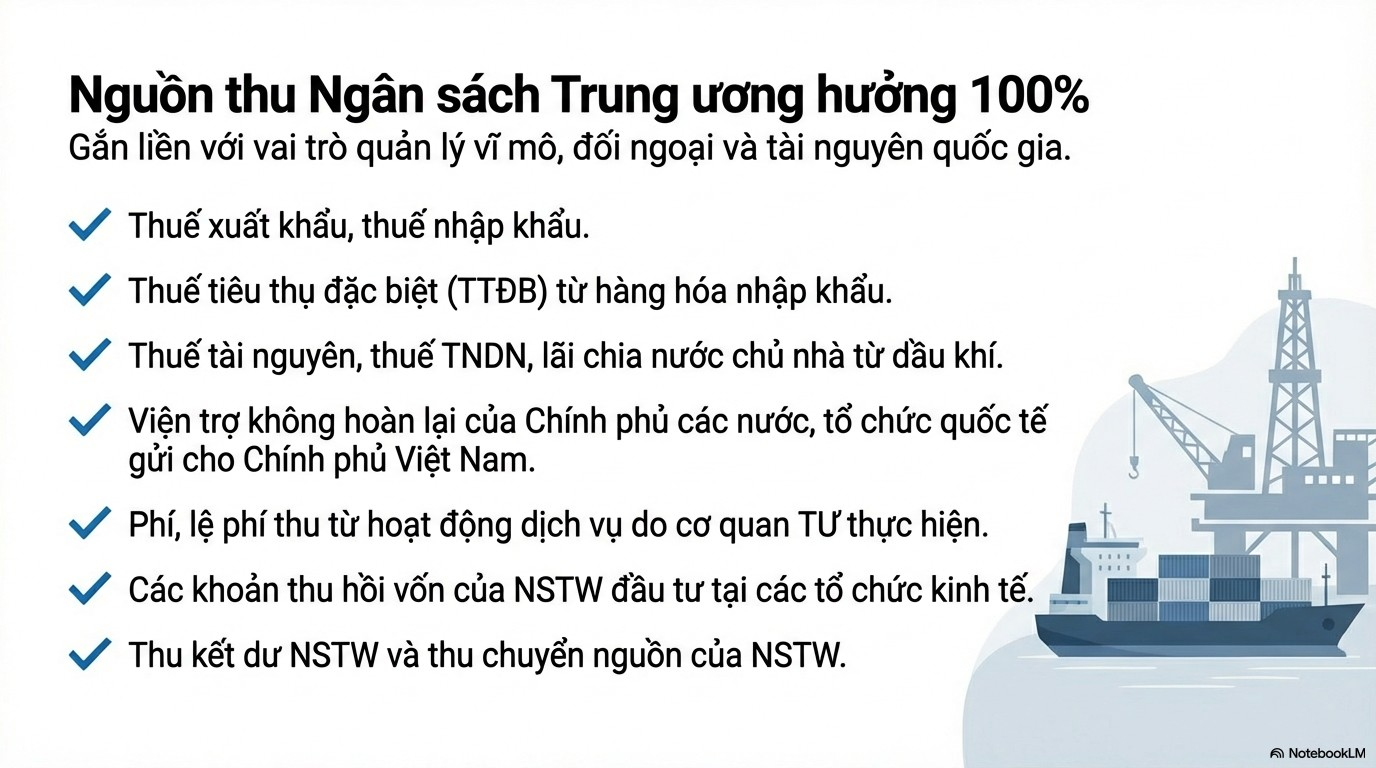 Nguồn thu Ngân sách Trung ương hưởng 100%
Gắn liền với vai trò quản lý vĩ mô, đối ngoại và tài nguyên quốc gia.
Thuế xuất khẩu, thuế nhập khẩu.
Thuế tiêu thụ đặc biệt (TTĐB) từ hàng hóa nhập khẩu.
Thuế tài nguyên, thuế TNDN, lãi chia nước chủ nhà từ dầu khí.
Viện trợ không hoàn lại của Chính phủ các nước, tổ chức quốc tế
gửi cho Chính phủ Việt Nam.
Phí, lệ phí thu từ hoạt động dịch vụ do cơ quan TƯ thực hiện.
Các khoản thu hồi vốn của NSTW đầu tư tại các tổ chức kinh tế.
Thu kết dư NSTW và thu chuyển nguồn của NSTW.
NotebookLM